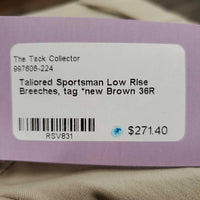 The Tack Collector
997606-224
Tailored Sportsman Low Rise
Breeches, tag *new Brown 36R
RSV831
$271.40